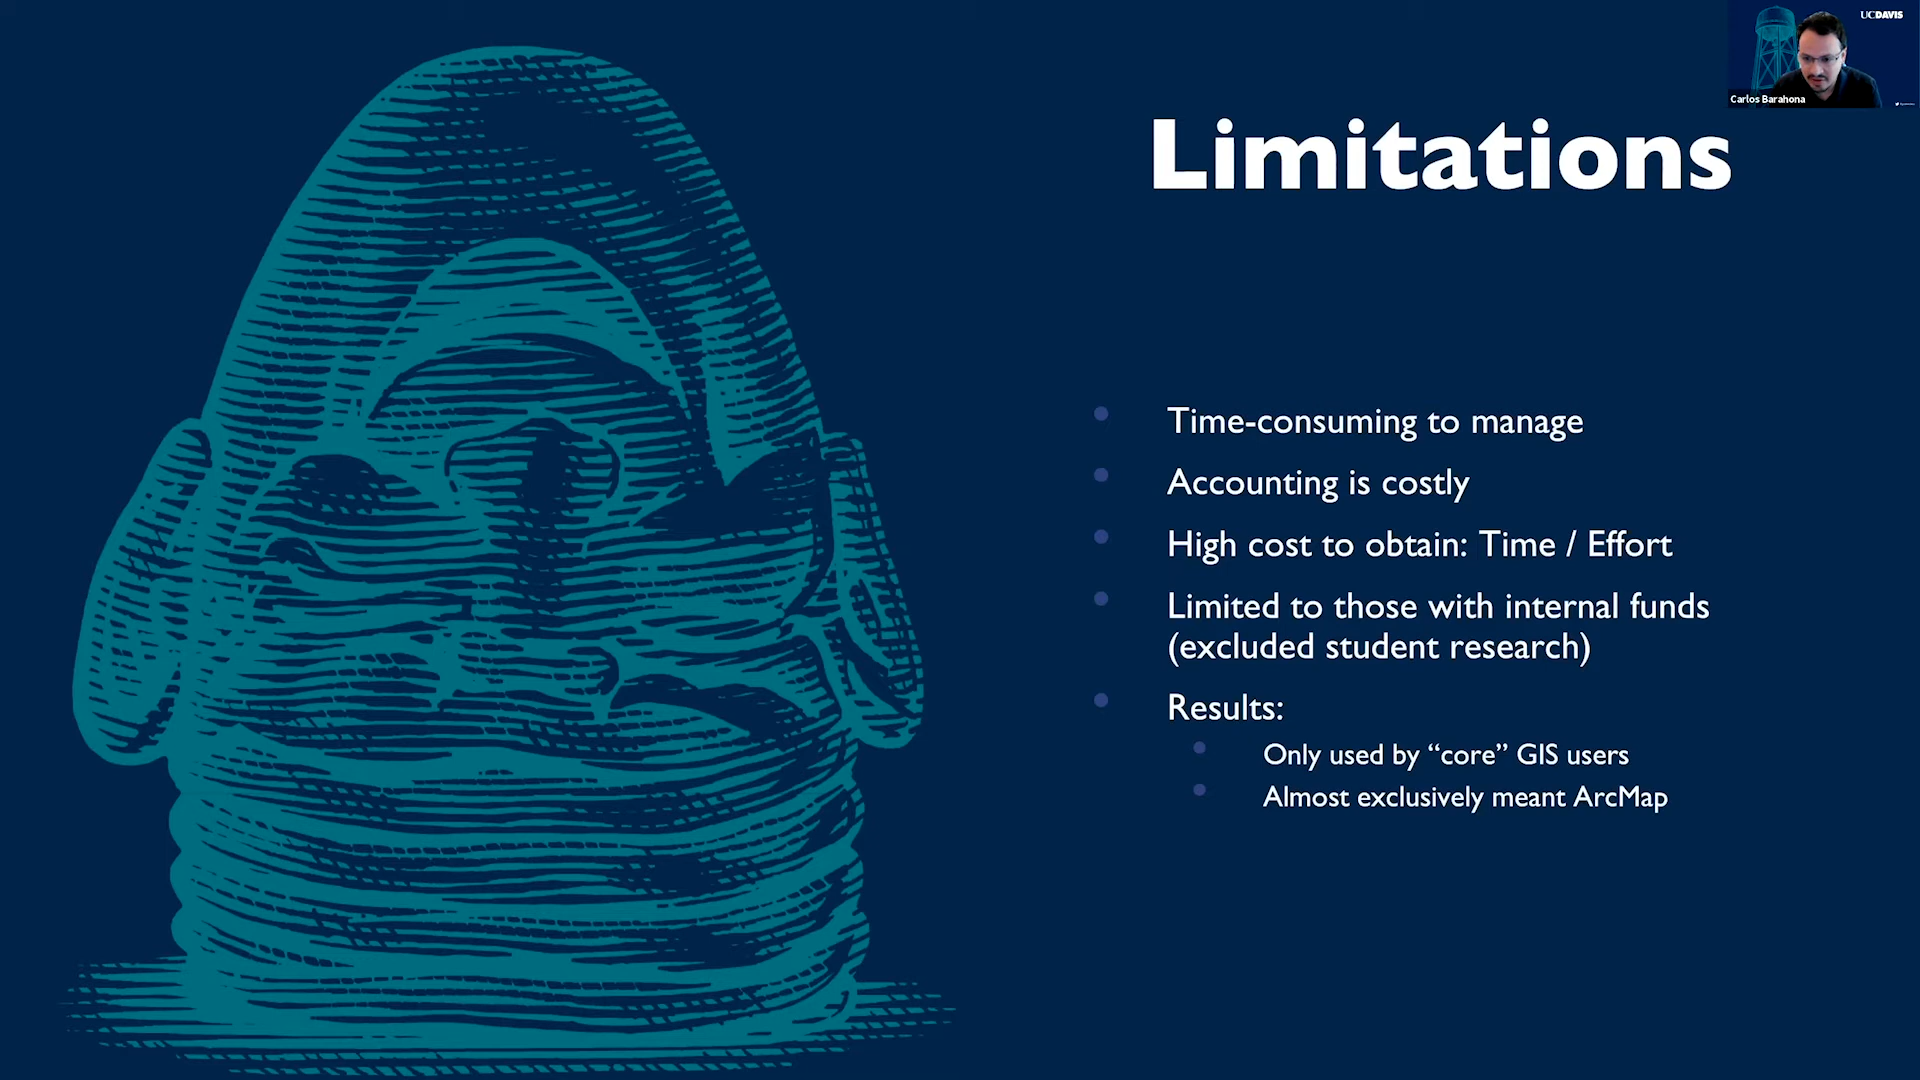 UCDAVIS
Carlos Barahona
Limitations
Time-consuming to manage
Accounting is costly
High cost to obtain: Time / Effort
Limited to those with internal funds
(excluded student research)
Results:
Only used by “core” GIS users
Almost exclusively meant ArcMap